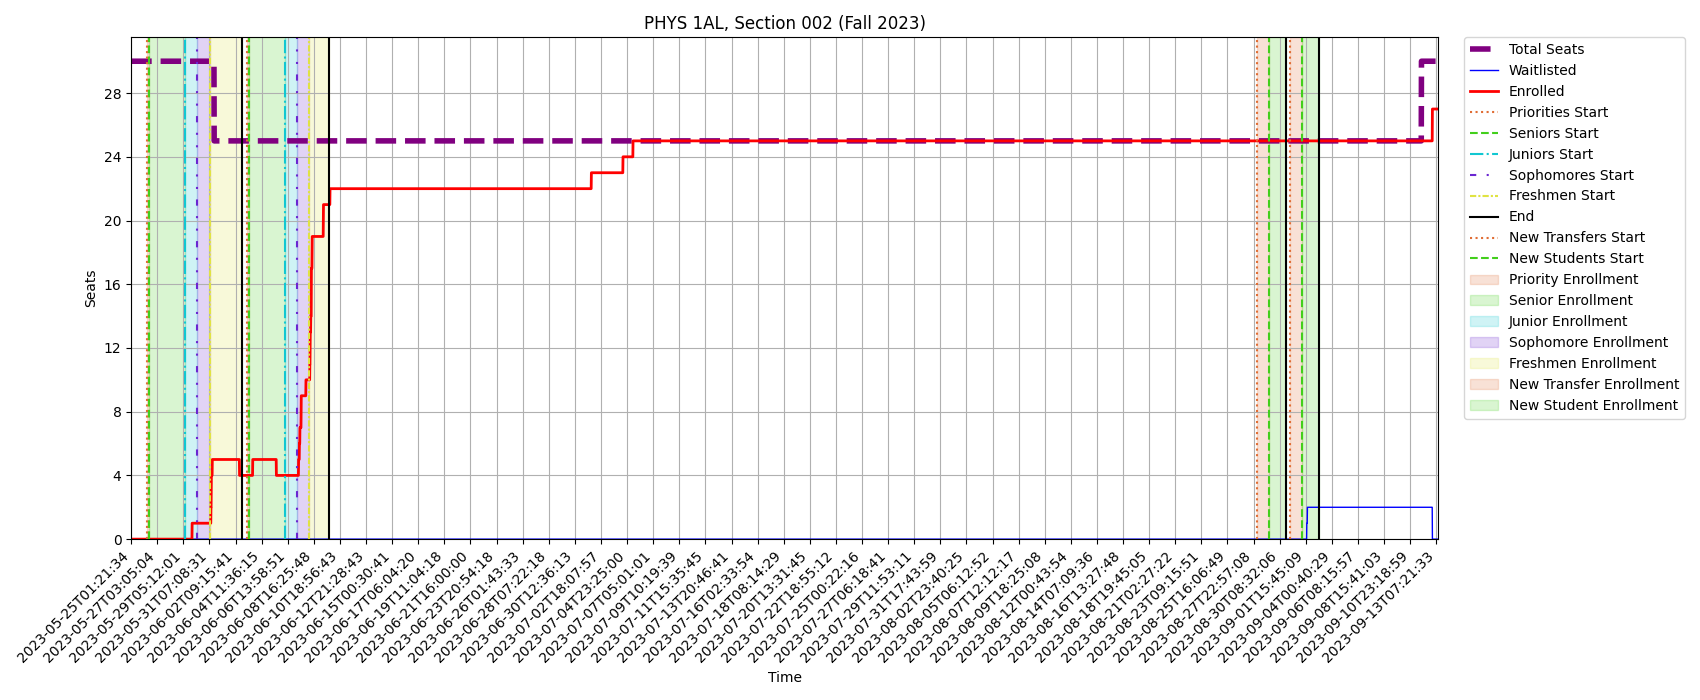 PHYS 1AL, Section 002 (Fall 2023)
Seats
28
24
20
16
12
8
4
0
2023-05-25T01:21:34
2023-05-27T03:05:04
2023-05-29T05:12:01
2023-05-31T07:08:31
2023-06-02T09:15:41
2023-06-04T11:36:15
2023-06-06T13:58:51
2023-06-08T16:25:48
2023-06-10T18:56:43
2023-06-12T21:28:43
2023-06-15T00:30:41
2023-06-17T06:04:20
2023-06-19T11:04:18
2023-06-21T16:00:00
2023-06-23T20:54:18
2023-06-26T01:43:33
2023-06-28T07:22:18
2023-06-30T12:36:13
2023-07-02T18:07:57
2023-07-04T23:25:00
2023-07-07T05:01:01
2023-07-09T10:19:39
2023-07-11T15:35:45
2023-07-13T20:46:41
2023-07-16T02:33:54
2023-07-18T08:14:29
2023-07-20T13:31:45
2023-07-22T18:55:12
2023-07-25T00:22:16
2023-07-27T06:18:41
2023-07-29T11:53:11
2023-07-31T17:43:59
2023-08-02T23:40:25
2023-08-05T06:12:52
2023-08-07T12:12:17
2023-08-09T18:25:08
2023-08-12T00:43:54
2023-08-14T07:09:36
2023-08-16T13:27:48
2023-08-18T19:45:05
2023-08-21T02:27:22
2023-08-23T09:15:51
2023-08-25T16:06:49
2023-08-27T22:57:08
2023-08-30T08:32:06
2023-09-01T15:45:09
2023-09-04T00:40:29
2023-09-06T08:15:57
2023-09-08T15:41:03
2023-09-10T23:18:59
2023-09-13T07:21:33
Time
Total Seats
Waitlisted
Enrolled
Priorities Start
Seniors Start
Juniors Start
Sophomores Start
Freshmen Start
End
New Transfers Start
New Students Start
Priority Enrollment
Senior Enrollment
Junior Enrollment
Sophomore Enrollment
Freshmen Enrollment
New Transfer Enrollment
New Student Enrollment